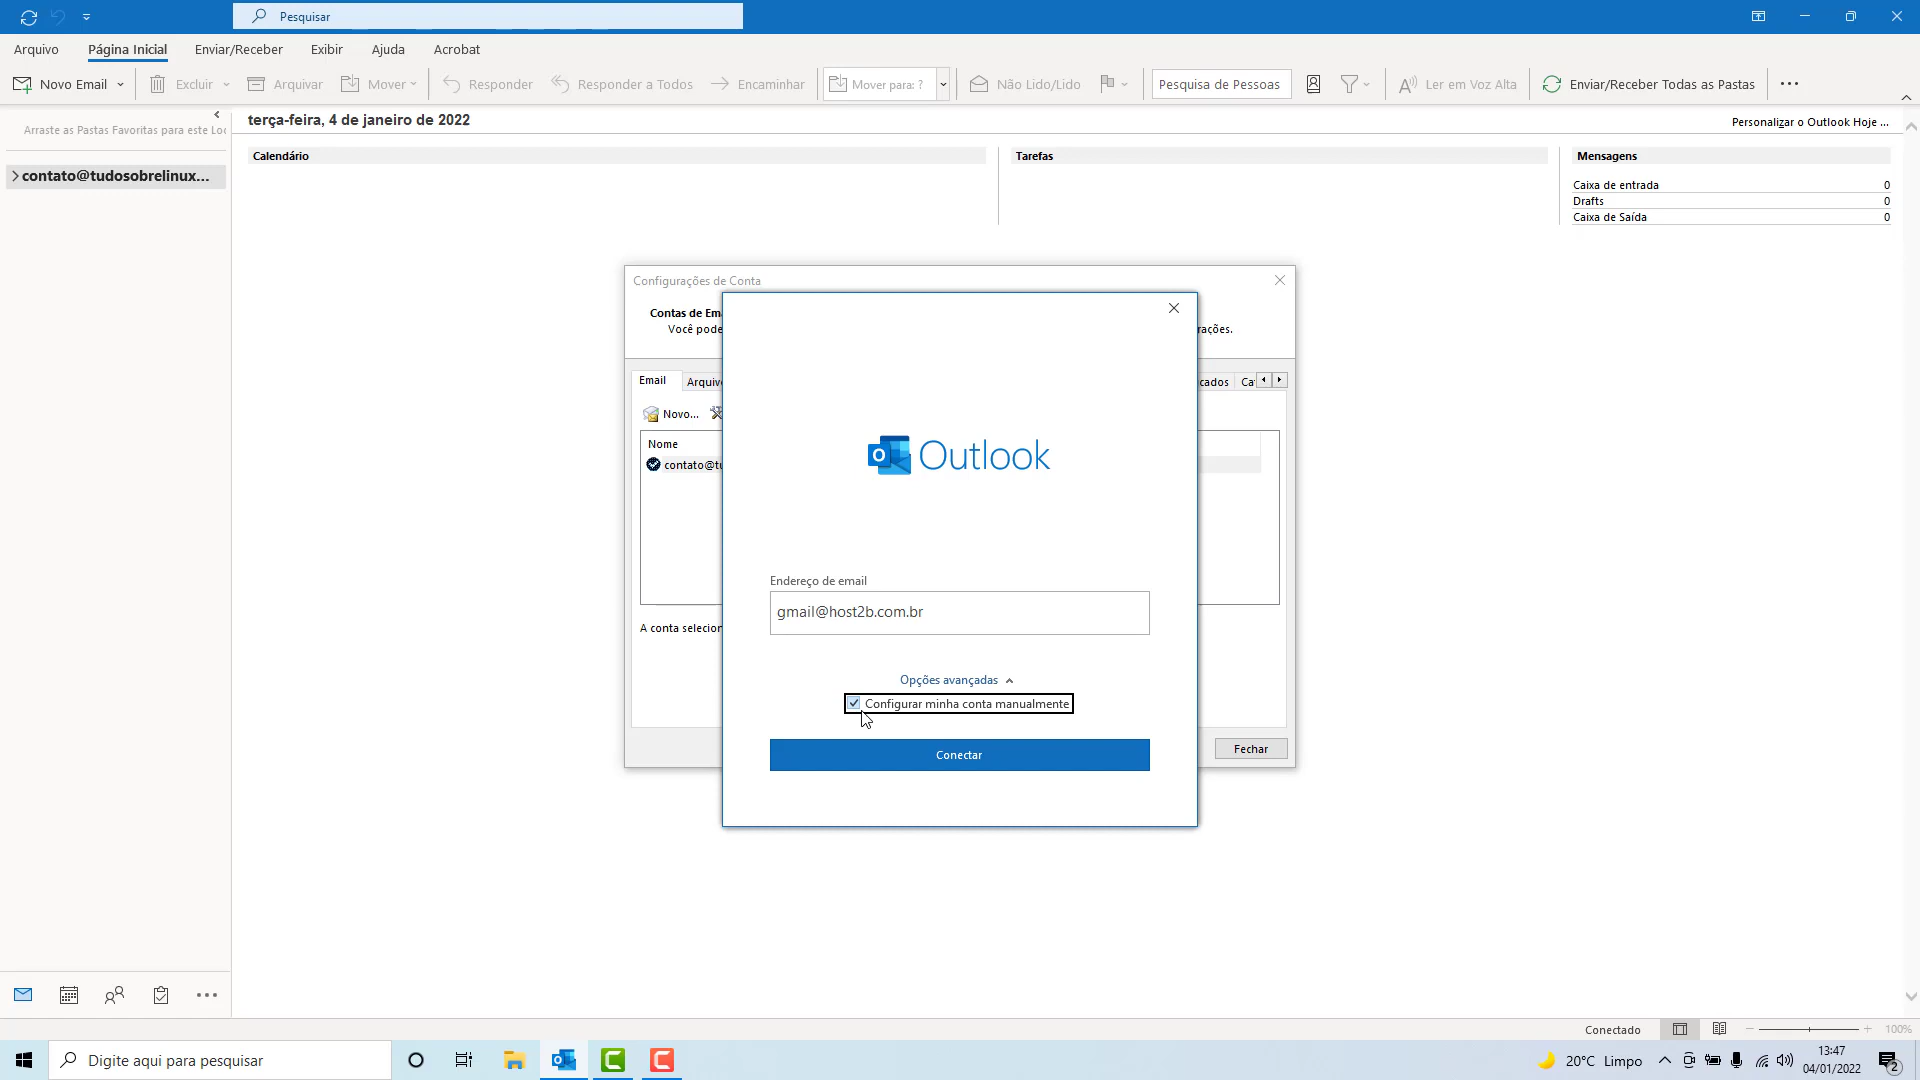 Pesquisar
Arquivo Página Inicial Enviar/Receber Exibir Ajuda Acrobat
Novo Email Excluir Arquivar Mover Responder Responder a Todos Encaminhar Mover para: ? Não Lido/Lido Pesquisa de Pessoas Ler em Voz Alta Enviar/Receber Todas as Pastas
Arraste as Pastas Favoritas para este Loc
terça-feira, 4 de janeiro de 2022
Personalizar o Outlook Hoje ...
Calendário Tarefas Mensagens
contato@tudosobrelinux...
Caixa de entrada 0
Drafts 0
Caixa de Saída 0
Configurações de Conta
Contas de Ema
Você pode rações.
Email Arquiv cados Ca
Novo...
Nome
contato@tu
A conta selecion
Fechar
Outlook
Endereço de email
gmail@host2b.com.br
Opções avançadas
Configurar minha conta manualmente
Conectar
Conectado 100%
Digite aqui para pesquisar
20°C Limpo
13:47
04/01/2022
2